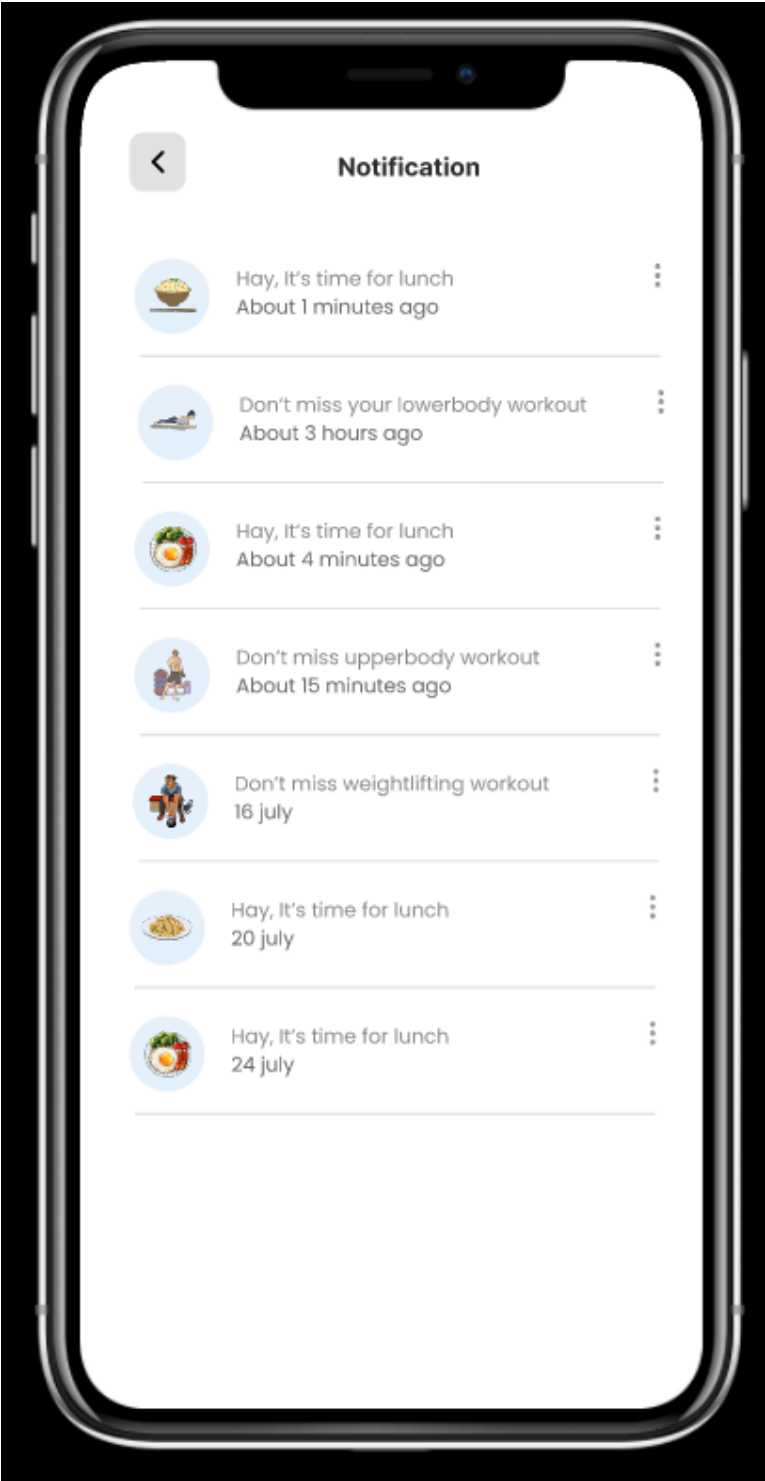 Notification
Hay, It's time for lunch
About 1 minutes ago
Don't miss your lowerbody workout
About 3 hours ago
Hay, It's time for lunch
About 4 minutes ago
Don't miss upperbody workout
About 15 minutes ago
Don't miss weightlifting workout
16 july
Hay, It's time for lunch
20 july
Hay, It's time for lunch
24 july